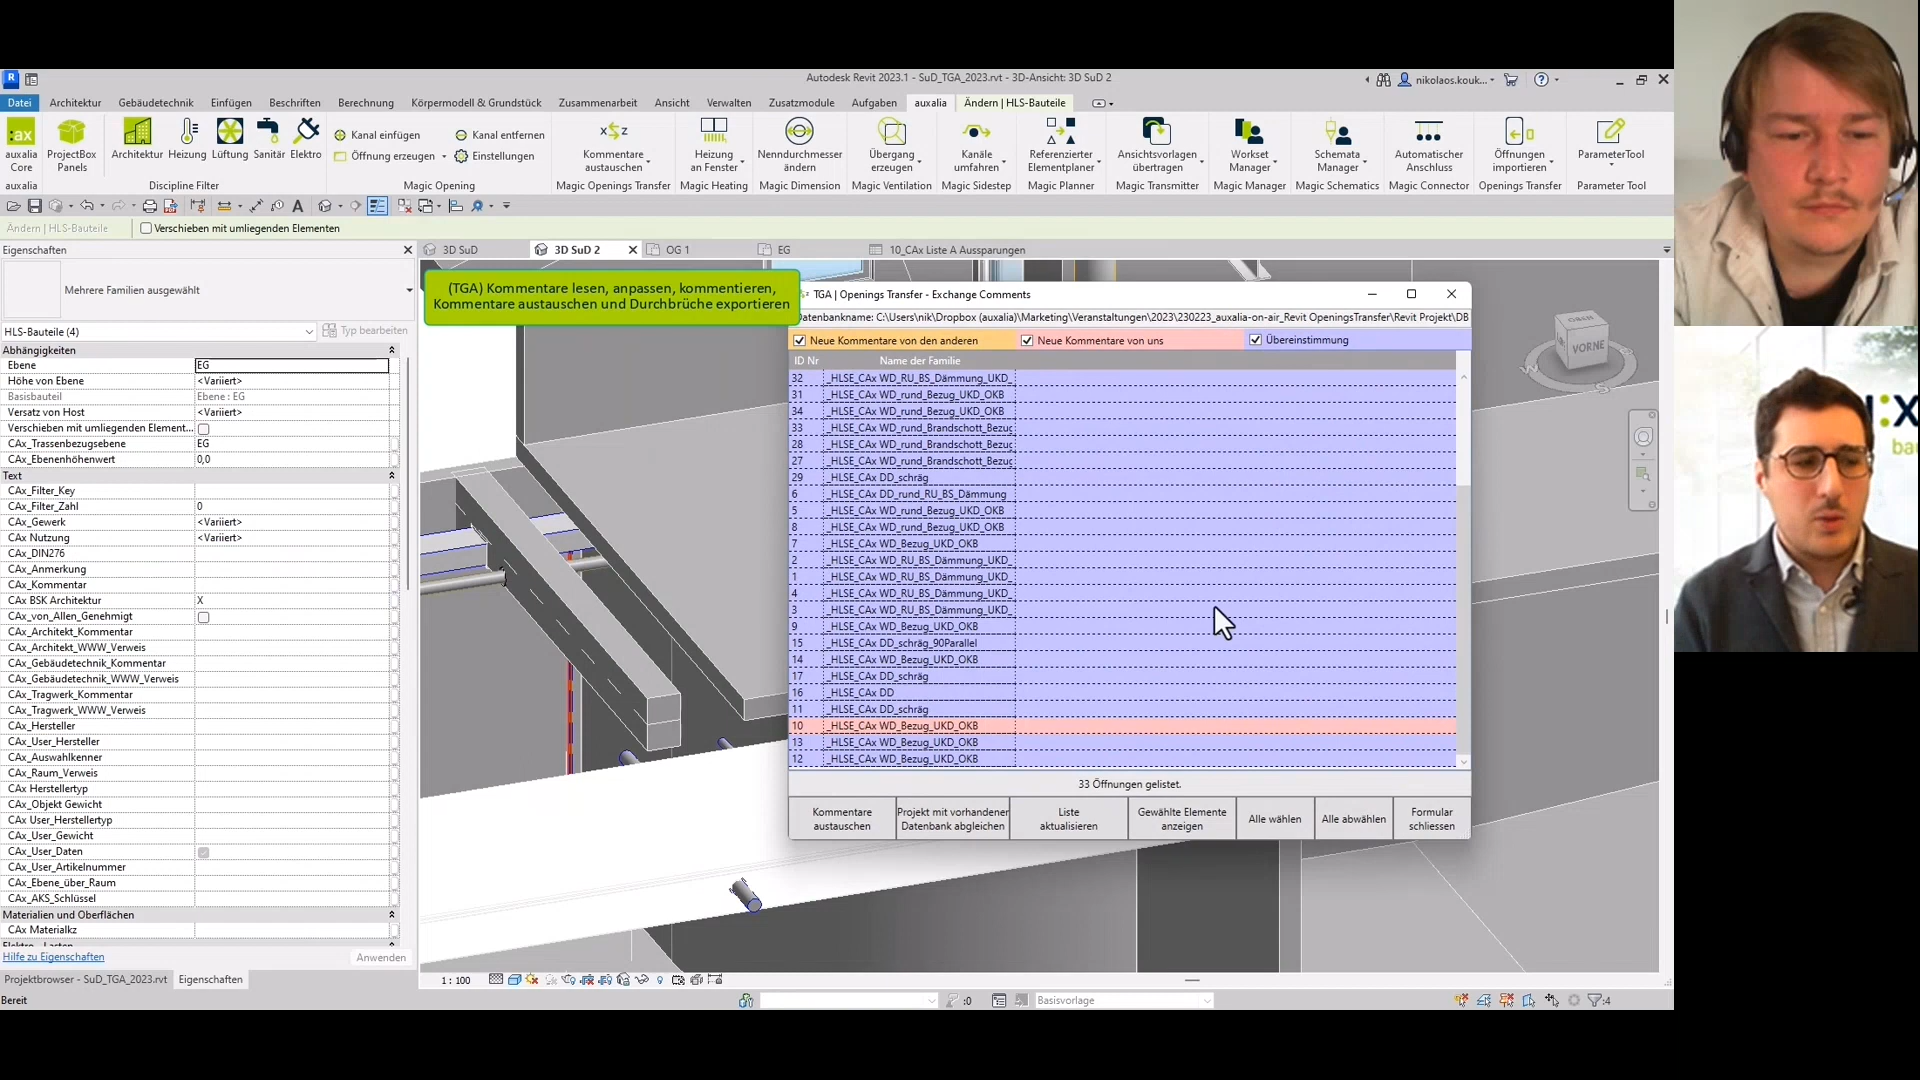 Autodesk Revit 2023.1 - SuD_TGA_2023.rvt - 3D-Ansicht: 3D SuD 2
nikolaos.kouk...
Datei Architektur Gebäudetechnik Einfügen Beschriften Berechnung Körpermodell & Grundstück Zusammenarbeit Ansicht Verwalten Zusatzmodule Aufgaben auxalia Ändern | HLS-Bauteile
:ax
auxalia Core
ProjectBox Panels
Architektur Heizung Lüftung Sanitär Elektro
Kanal einfügen Kanal entfernen
Öffnung erzeugen Einstellungen
Kommentare austauschen
Heizung an Fenster
Nenndurchmesser ändern
Übergang erzeugen
Kanäle umfahren
Referenzierter Elementplaner
Ansichtsvorlagen übertragen
Workset Manager
Schemata Manager
Automatischer Anschluss
Öffnungen importieren
ParameterTool
auxalia Discipline Filter Magic Opening Magic Openings Transfer Magic Heating Magic Dimension Magic Ventilation Magic Sidestep Magic Planner Magic Transmitter Magic Manager Magic Schematics Magic Connector Openings Transfer Parameter Tool
Ändern | HLS-Bauteile Verschieben mit umliegenden Elementen
Eigenschaften
3D SuD 3D SuD 2 OG 1 EG 10_CAx Liste A Aussparungen
Mehrere Familien ausgewählt
HLS-Bauteile (4) Typ bearbeiten
Abhängigkeiten
Ebene EG
Höhe von Ebene <Variiert>
Basisbauteil Ebene : EG
Versatz von Host <Variiert>
Verschieben mit umliegenden Element...
CAx_Trassenbezugsebene EG
CAx_Ebenenhöhenwert 0,0
Text
CAx_Filter_Key
CAx_Filter_Zahl 0
CAx_Gewerk <Variiert>
CAx Nutzung <Variiert>
CAx_DIN276
CAx_Anmerkung
CAx_Kommentar
CAx BSK Architektur X
CAx_von_Allen_Genehmigt
CAx_Architekt_Kommentar
CAx_Architekt_WWW_Verweis
CAx_Gebäudetechnik_Kommentar
CAx_Gebäudetechnik_WWW_Verweis
CAx_Tragwerk_Kommentar
CAx_Tragwerk_WWW_Verweis
CAx_Hersteller
CAx_User_Hersteller
CAx_Auswahlkenner
CAx_Raum_Verweis
CAx Herstellertyp
CAx_Objekt Gewicht
CAx User_Herstellertyp
CAx_User_Gewicht
CAx_User_Daten
CAx_User_Artikelnummer
CAx_Ebene_über_Raum
CAx_AKS_Schlüssel
Materialien und Oberflächen
CAx Materialkz
Hilfe zu Eigenschaften Anwenden
Projektbrowser - SuD_TGA_2023.rvt Eigenschaften
Bereit
(TGA) Kommentare lesen, anpassen, kommentieren,
Kommentare austauschen und Durchbrüche exportieren
TGA | Openings Transfer - Exchange Comments
Datenbankname: C:\Users\nik\Dropbox (auxalia)\Marketing\Veranstaltungen\2023\230223_auxalia-on-air_Revit OpeningsTransfer\Revit Projekt\DB
Neue Kommentare von den anderen Neue Kommentare von uns Übereinstimmung
ID Nr Name der Familie
32 _HLSE_CAx WD_RU_BS_Dämmung_UKD_
31 _HLSE_CAx WD_rund_Bezug_UKD_OKB
34 _HLSE_CAx WD_rund_Bezug_UKD_OKB
33 _HLSE_CAx WD_rund_Brandschott_Bezug
28 _HLSE_CAx WD_rund_Brandschott_Bezug
27 _HLSE_CAx WD_rund_Brandschott_Bezug
29 _HLSE_CAx DD_schräg
6 _HLSE_CAx DD_rund_RU_BS_Dämmung
5 _HLSE_CAx WD_rund_Bezug_UKD_OKB
8 _HLSE_CAx WD_rund_Bezug_UKD_OKB
7 _HLSE_CAx WD_Bezug_UKD_OKB
2 _HLSE_CAx WD_RU_BS_Dämmung_UKD_
1 _HLSE_CAx WD_RU_BS_Dämmung_UKD_
4 _HLSE_CAx WD_RU_BS_Dämmung_UKD_
3 _HLSE_CAx WD_RU_BS_Dämmung_UKD_
9 _HLSE_CAx WD_Bezug_UKD_OKB
15 _HLSE_CAx DD_schräg_90Parallel
14 _HLSE_CAx WD_Bezug_UKD_OKB
17 _HLSE_CAx DD_schräg
16 _HLSE_CAx DD
11 _HLSE_CAx DD_schräg
10 _HLSE_CAx WD_Bezug_UKD_OKB
13 _HLSE_CAx WD_Bezug_UKD_OKB
12 _HLSE_CAx WD_Bezug_UKD_OKB
33 Öffnungen gelistet.
Kommentare austauschen
Projekt mit vorhandener Datenbank abgleichen
Liste aktualisieren
Gewählte Elemente anzeigen
Alle wählen
Alle abwählen
Formular schliessen
VORNE
W
S
1 : 100
:0
Basisvorlage
:4
:x
ba